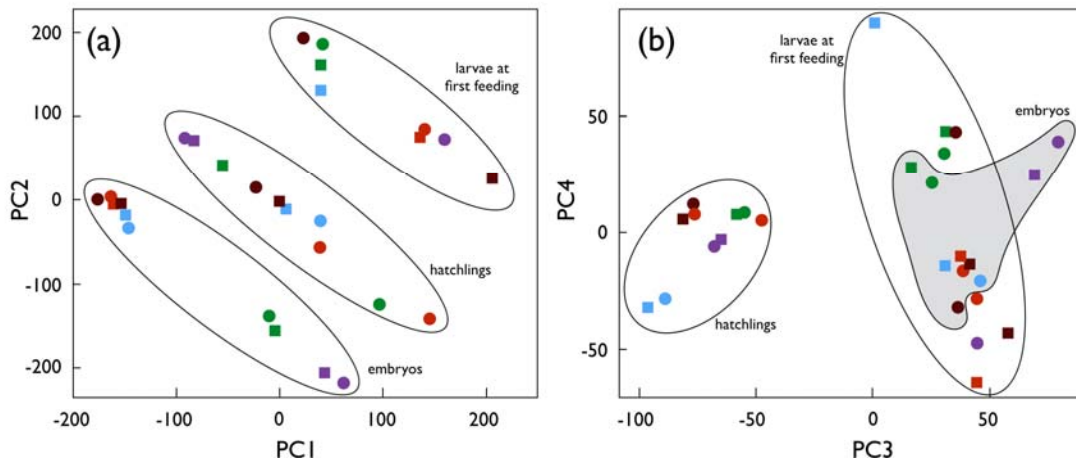 (a)
200
100
0
-100
-200
PC2
larvae at
first feeding
hatchlings
embryos
-200
-100
0
100
200
PC1
(b)
50
0
-50
PC4
larvae at
first feeding
embryos
hatchlings
-100
-50
0
50
PC3